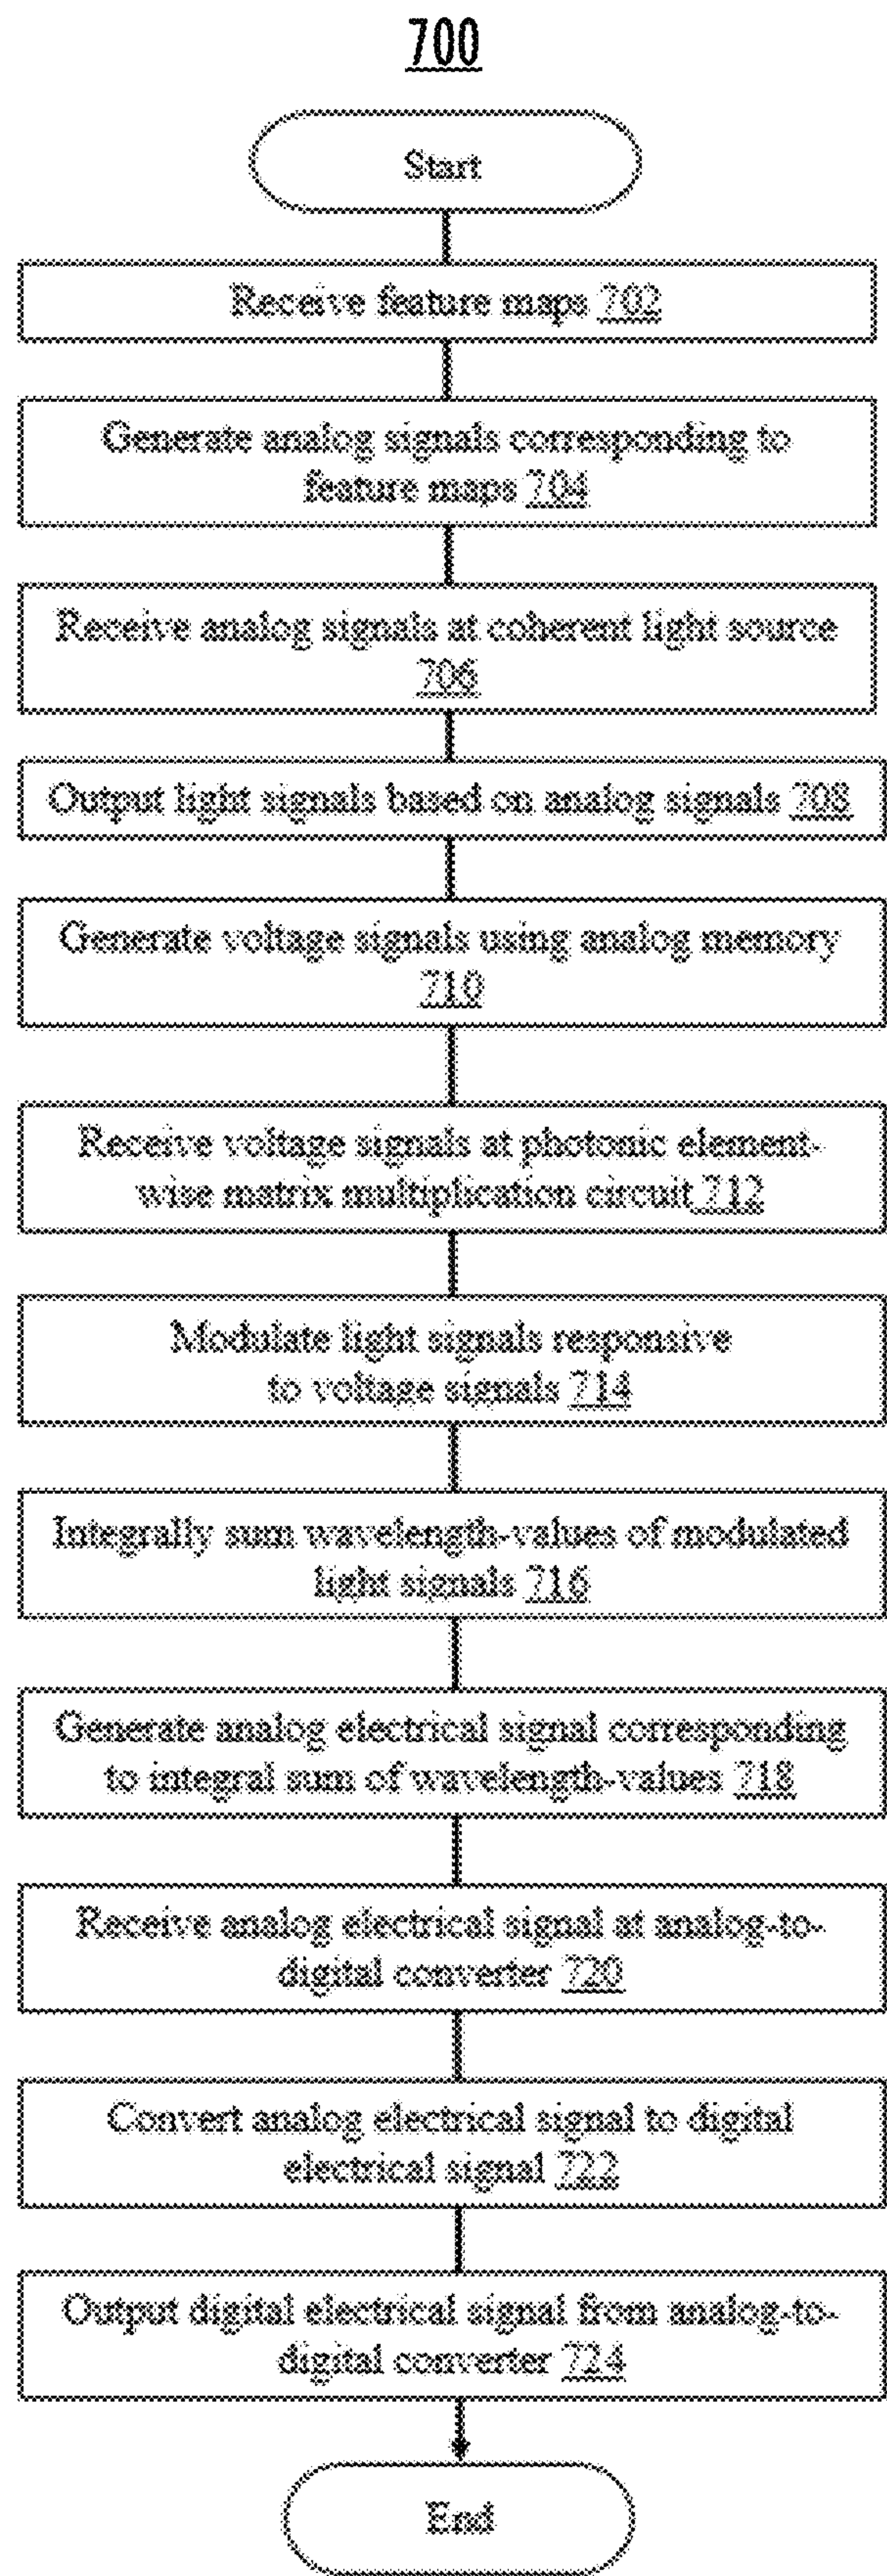 700
Start
Receive feature maps 702
Generate analog signals corresponding to
feature maps 704
Receive analog signals at coherent light source
706
Output light signals based on analog signals 708
Generate voltage signals using analog memory
710
Receive voltage signals at photonic element-
wise matrix multiplication circuit 712
Modulate light signals responsive
to voltage signals 714
Integrally sum wavelength-values of modulated
light signals 716
Generate analog electrical signal corresponding
to integral sum of wavelength-values 718
Receive analog electrical signal at analog-to-
digital converter 720
Convert analog electrical signal to digital
electrical signal 722
Output digital electrical signal from analog-to-
digital converter 724
End